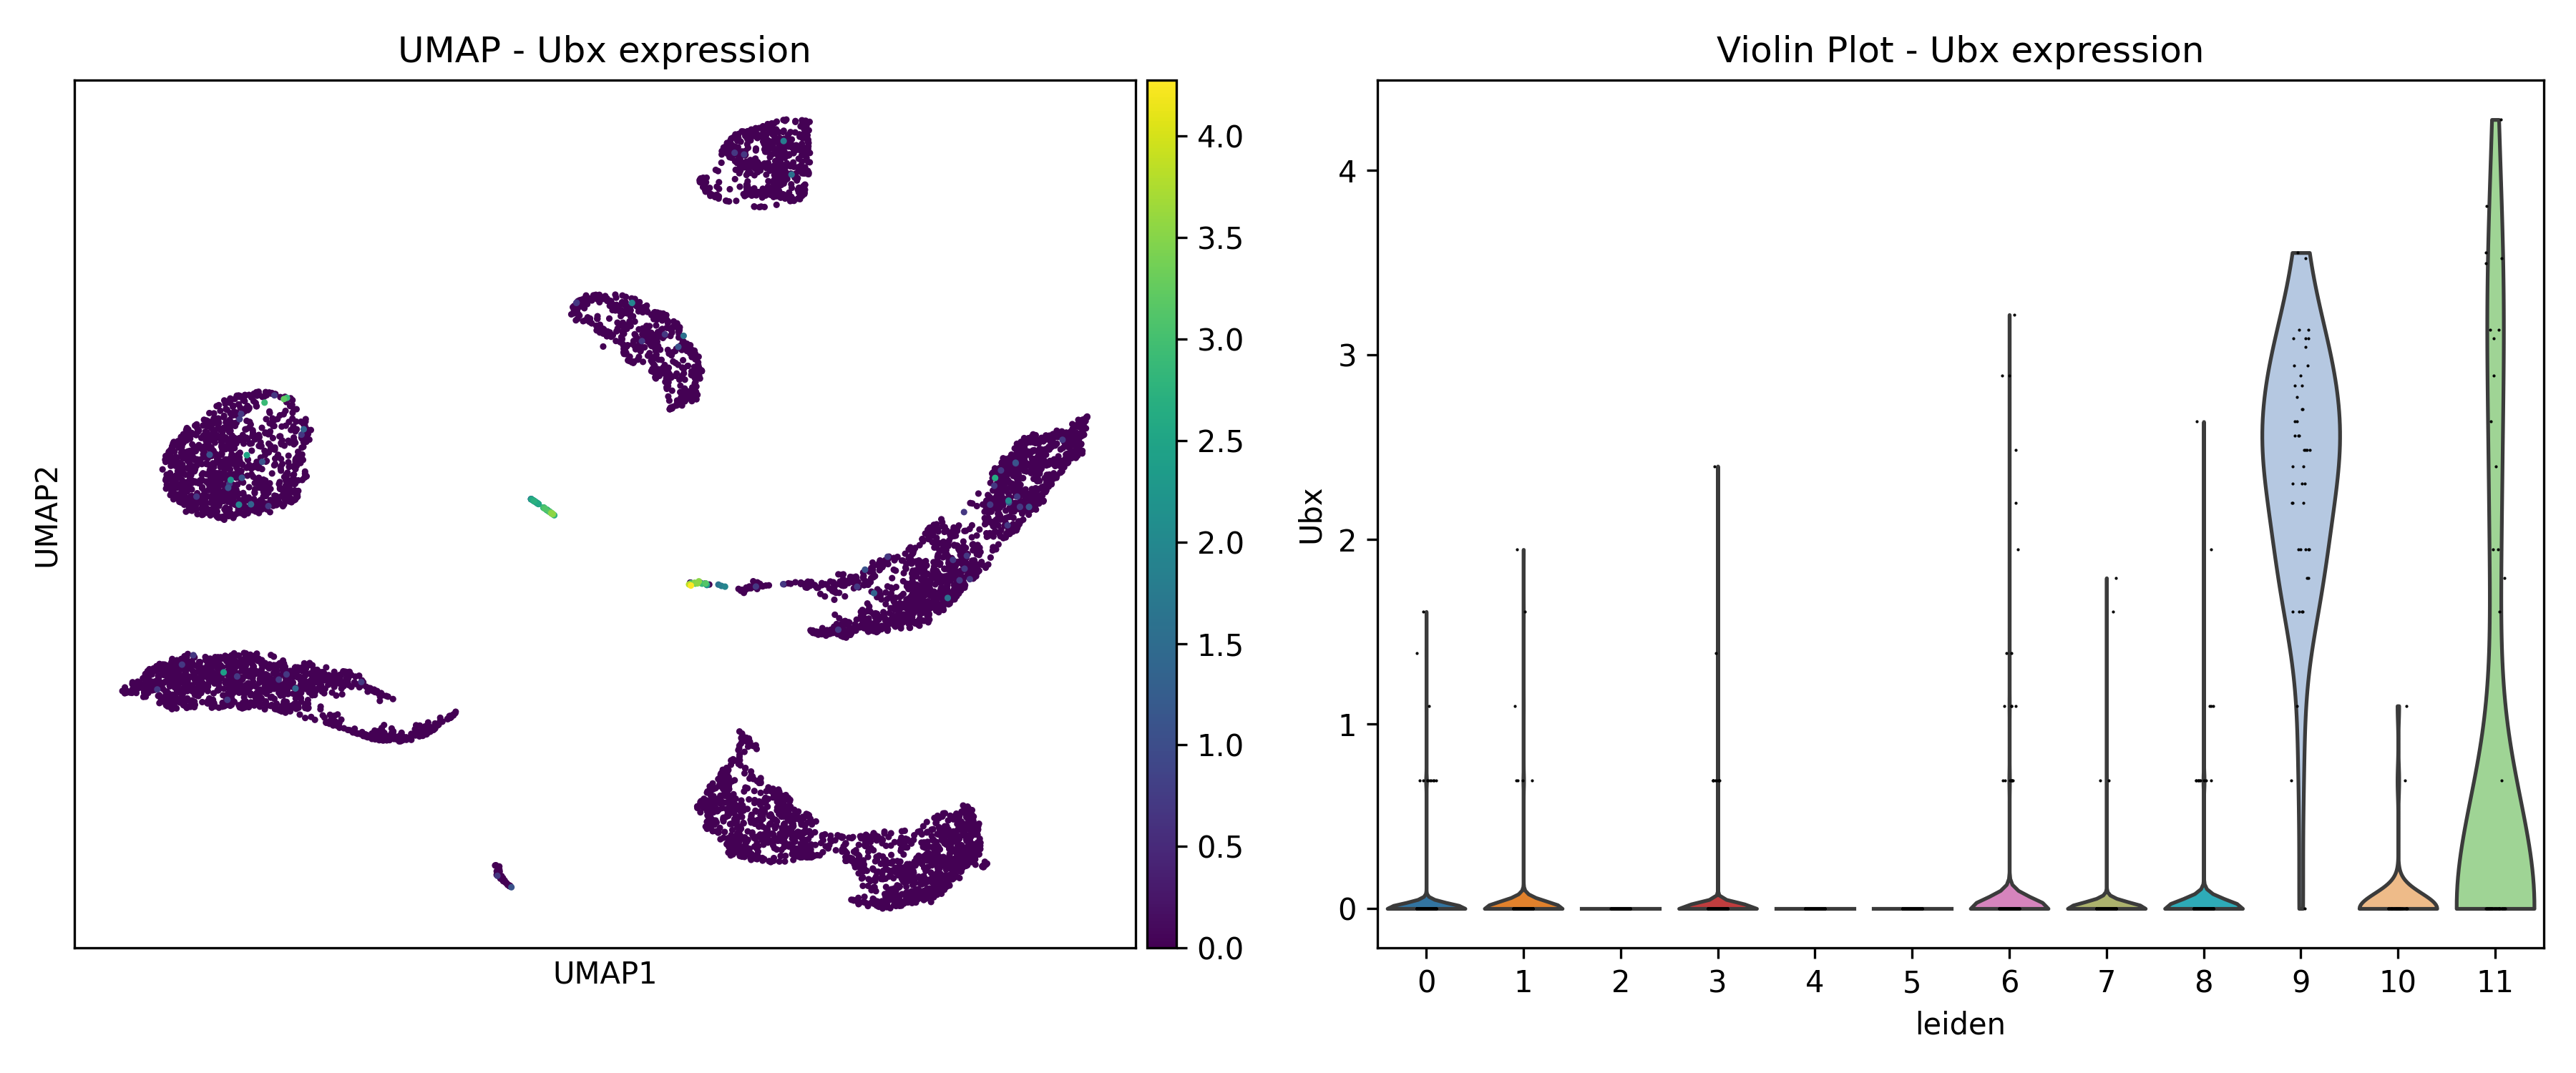 UMAP - Ubx expression
UMAP2
UMAP1
4.0
3.5
3.0
2.5
2.0
1.5
1.0
0.5
0.0
Violin Plot - Ubx expression
Ubx
4
3
2
1
0
0 1 2 3 4 5 6 7 8 9 10 11
leiden